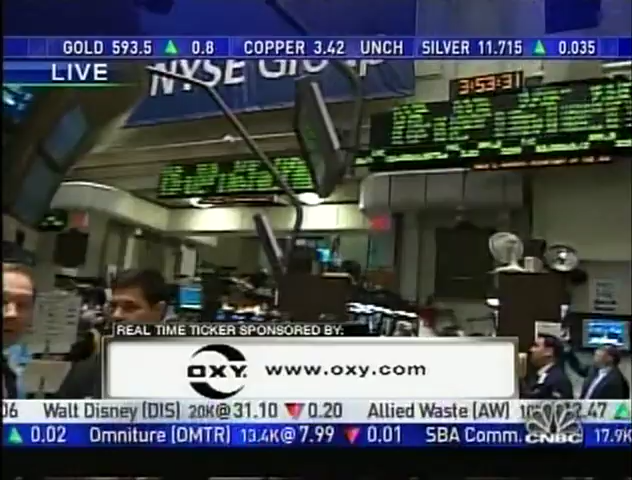 GOLD 593.5 ▲ 0.8 COPPER 3.42 UNCH SILVER 11.715 ▲ 0.035
LIVE
NYSE Group
3:53:31
REAL TIME TICKER SPONSORED BY:
OXY. www.oxy.com
06 Walt Disney (DIS) 20K@31.10 ▼ 0.20 Allied Waste (AW)
▲ 0.02 Omniture (OMTR) 13.4K@7.99 ▼ 0.01 SBA Comm. 17.9K
CNBC